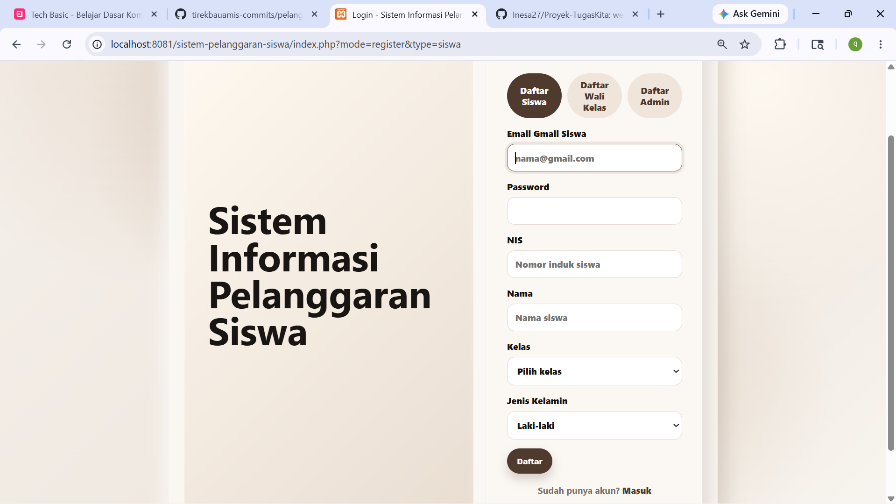 Tech Basic - Belajar Dasar Kom
tirekbauamis-commits/pelang
Login - Sistem Informasi Pelan
Inesa27/Proyek-TugasKita: we
Ask Gemini
localhost:8081/sistem-pelanggaran-siswa/index.php?mode=register&type=siswa
q
Sistem
Informasi
Pelanggaran
Siswa
Daftar
Siswa
Daftar
Wali
Kelas
Daftar
Admin
Email Gmail Siswa
nama@gmail.com
Password
NIS
Nomor induk siswa
Nama
Nama siswa
Kelas
Pilih kelas
Jenis Kelamin
Laki-laki
Daftar
Sudah punya akun? Masuk